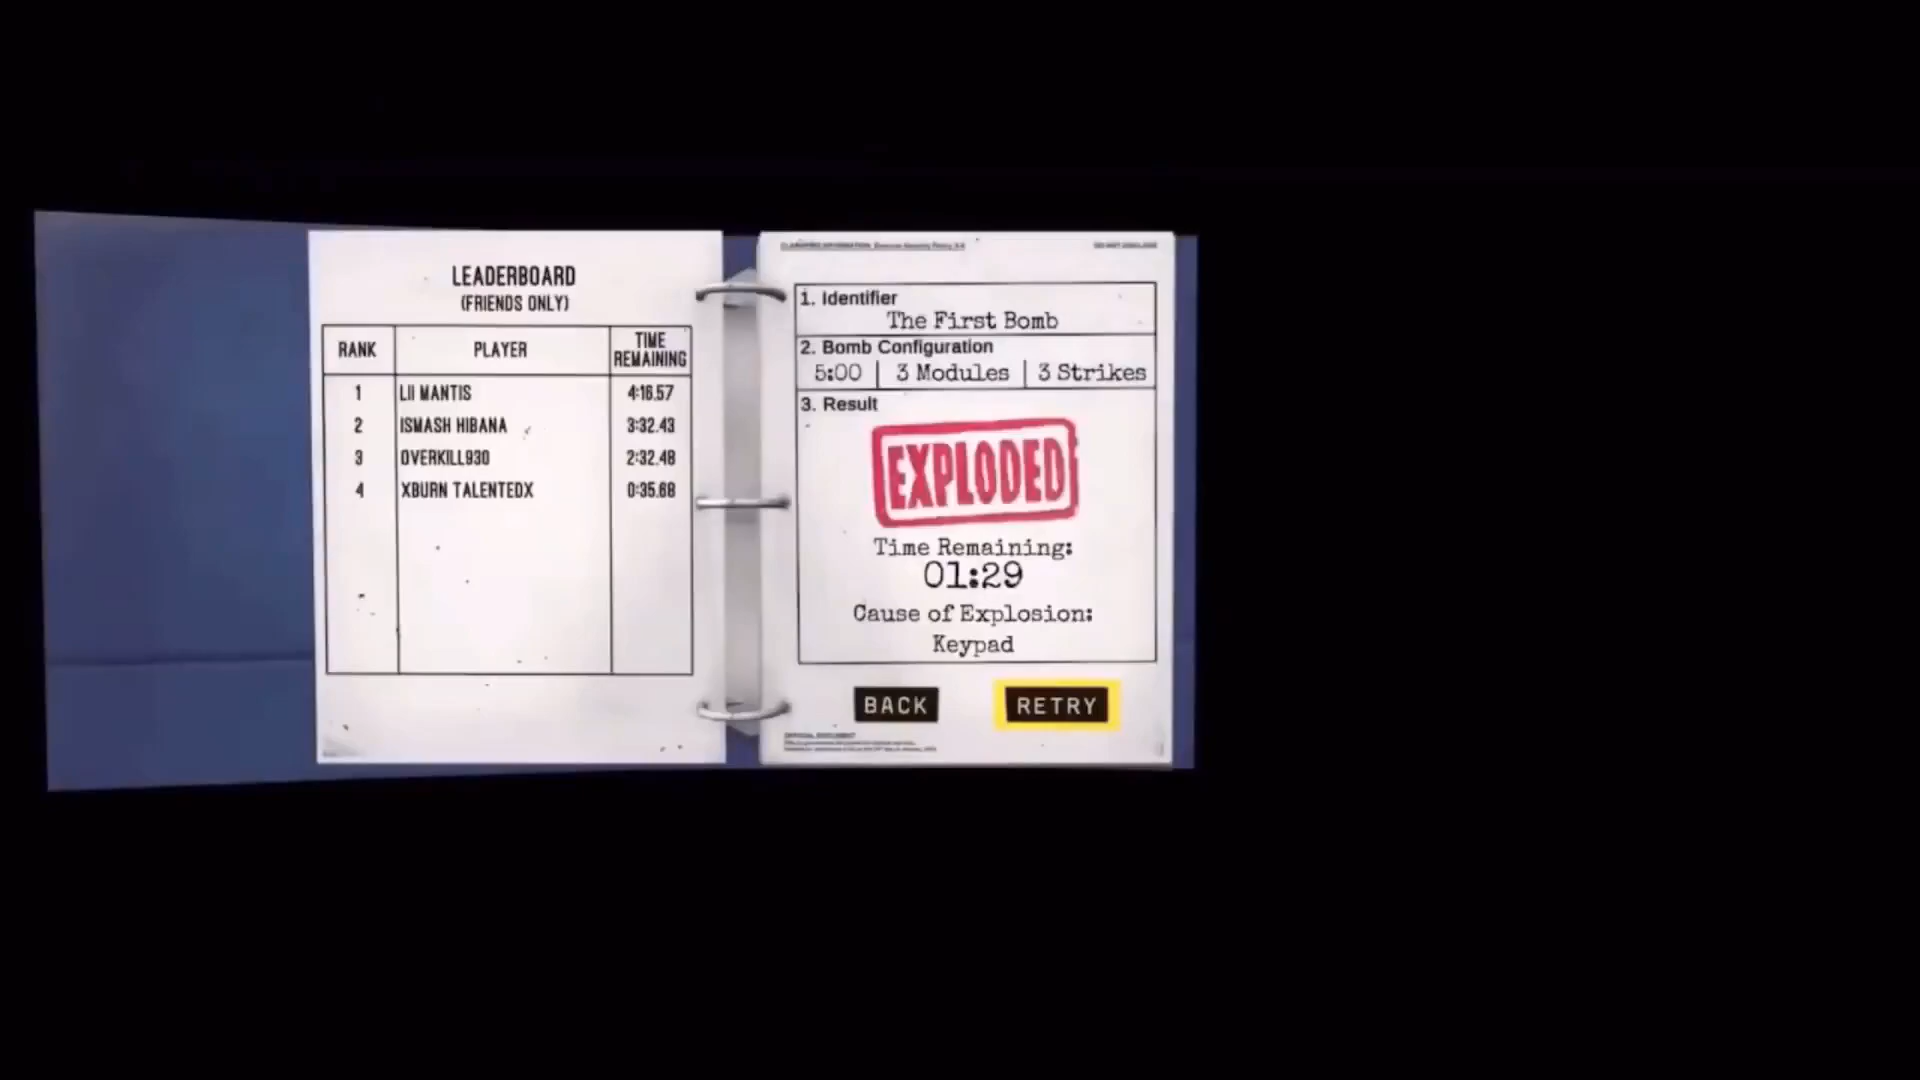 LEADERBOARD
(FRIENDS ONLY)
RANK PLAYER TIME REMAINING
1 LII MANTIS 4:16.57
2 ISMASH HIBANA 3:32.43
3 OVERKILL930 2:32.48
4 XBURN TALENTEDX 0:35.68
1. Identifier
The First Bomb
2. Bomb Configuration
5:00 | 3 Modules | 3 Strikes
3. Result
EXPLODED
Time Remaining:
01:29
Cause of Explosion:
Keypad
BACK RETRY